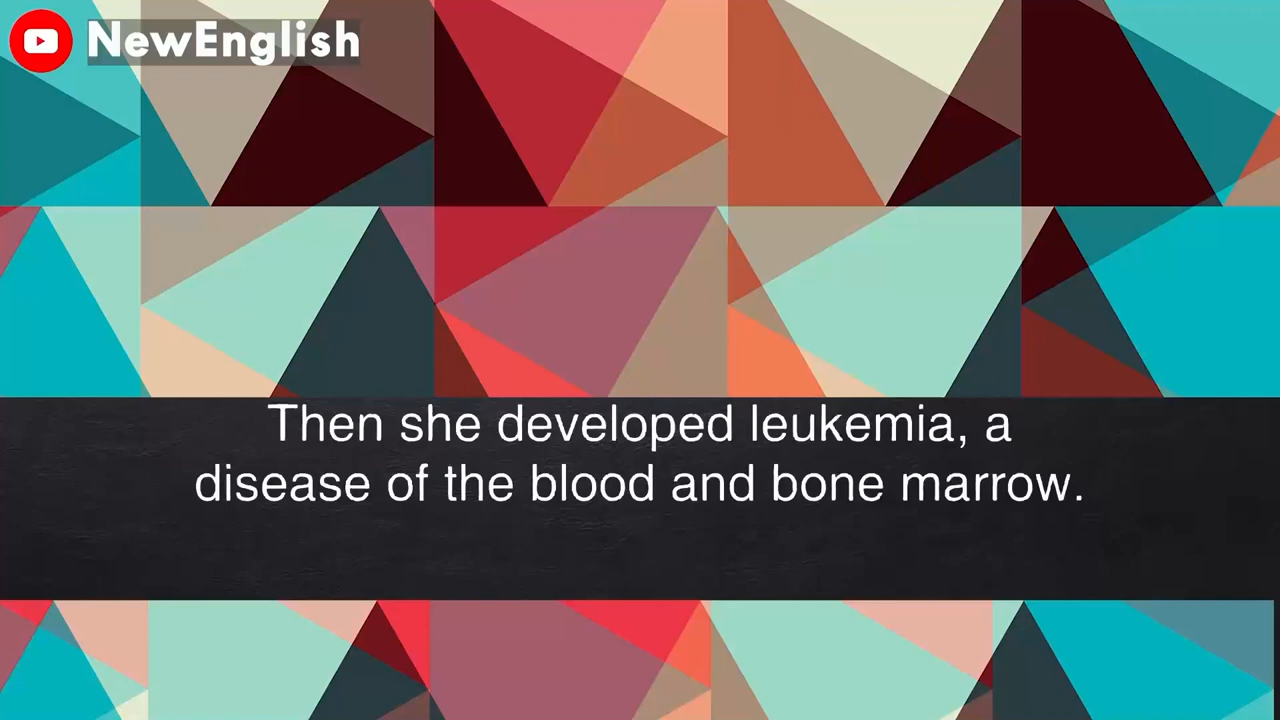 NewEnglish
Then she developed leukemia, a
disease of the blood and bone marrow.